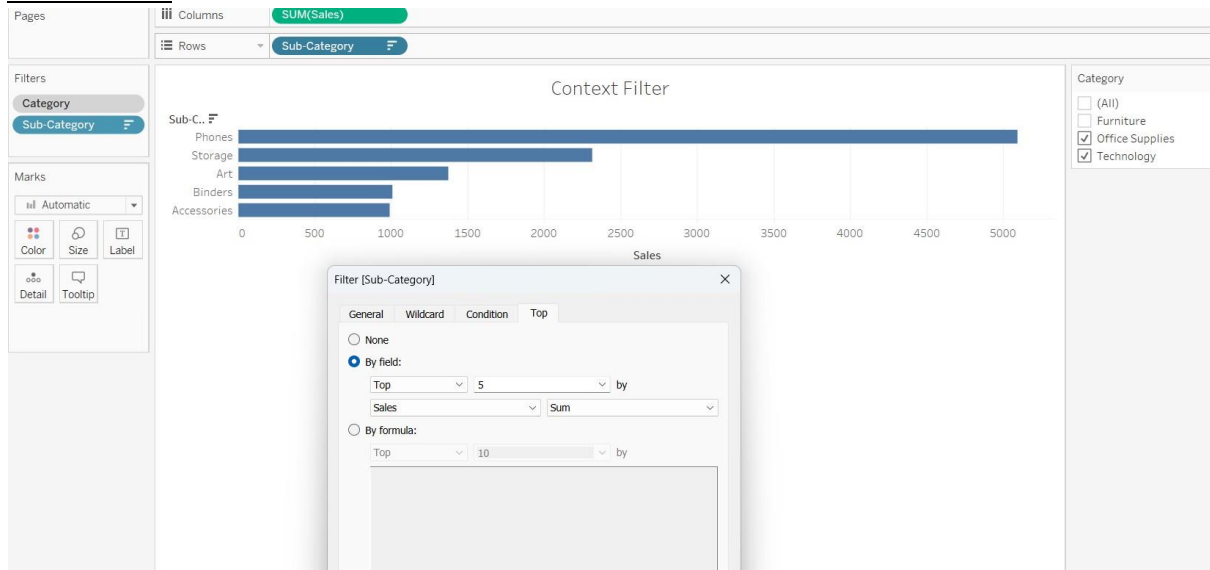 Pages
Columns
SUM(Sales)
Rows
Sub-Category
Filters
Category
Sub-Category
Marks
Automatic
Color
Size
Label
Detail
Tooltip
Context Filter
Sub-C..
Phones
Storage
Art
Binders
Accessories
0 500 1000 1500 2000 2500 3000 3500 4000 4500 5000
Sales
Category
(All)
Furniture
Office Supplies
Technology
Filter [Sub-Category]
General Wildcard Condition Top
None
By field:
Top 5 by
Sales Sum
By formula:
Top 10 by